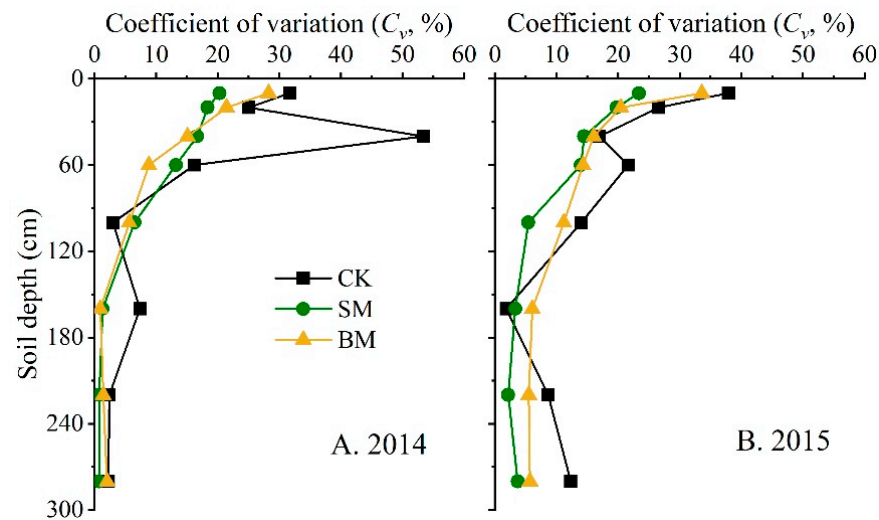 Coefficient of variation (Cv, %) Coefficient of variation (Cv, %)
0 10 20 30 40 50 60 0 10 20 30 40 50 60
0
60
120
180
240
300
Soil depth (cm)
CK
SM
BM
A. 2014
B. 2015